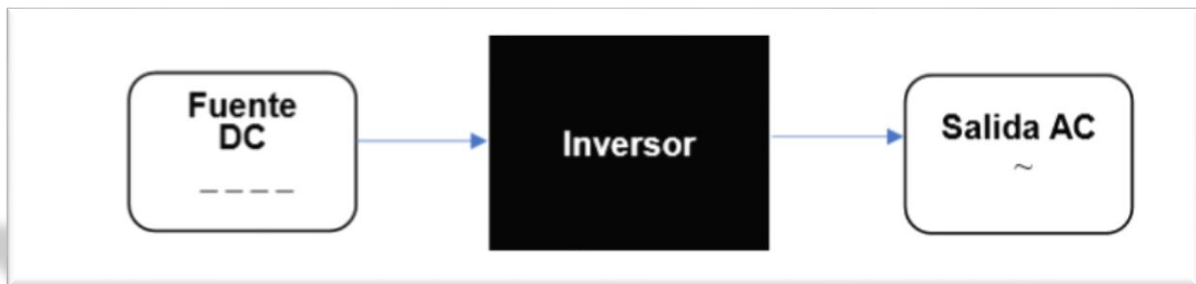 Fuente
DC
_ _ _ _
Inversor
Salida AC
~